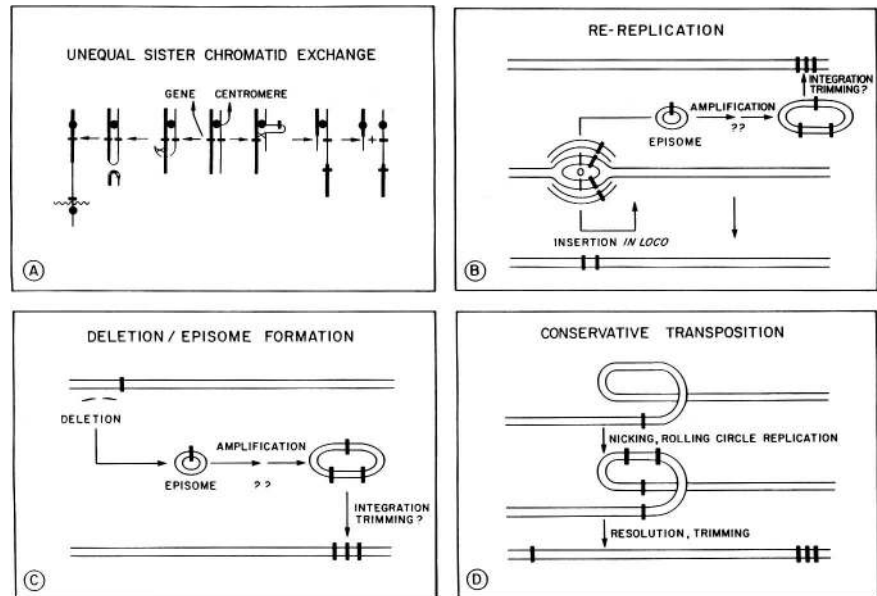 UNEQUAL SISTER CHROMATID EXCHANGE
GENE
CENTROMERE
+
A
RE-REPLICATION
INTEGRATION
TRIMMING?
AMPLIFICATION
??
EPISOME
INSERTION IN LOCO
B
DELETION / EPISOME FORMATION
DELETION
AMPLIFICATION
EPISOME
? ?
INTEGRATION
TRIMMING?
C
CONSERVATIVE TRANSPOSITION
NICKING, ROLLING CIRCLE REPLICATION
RESOLUTION, TRIMMING
D